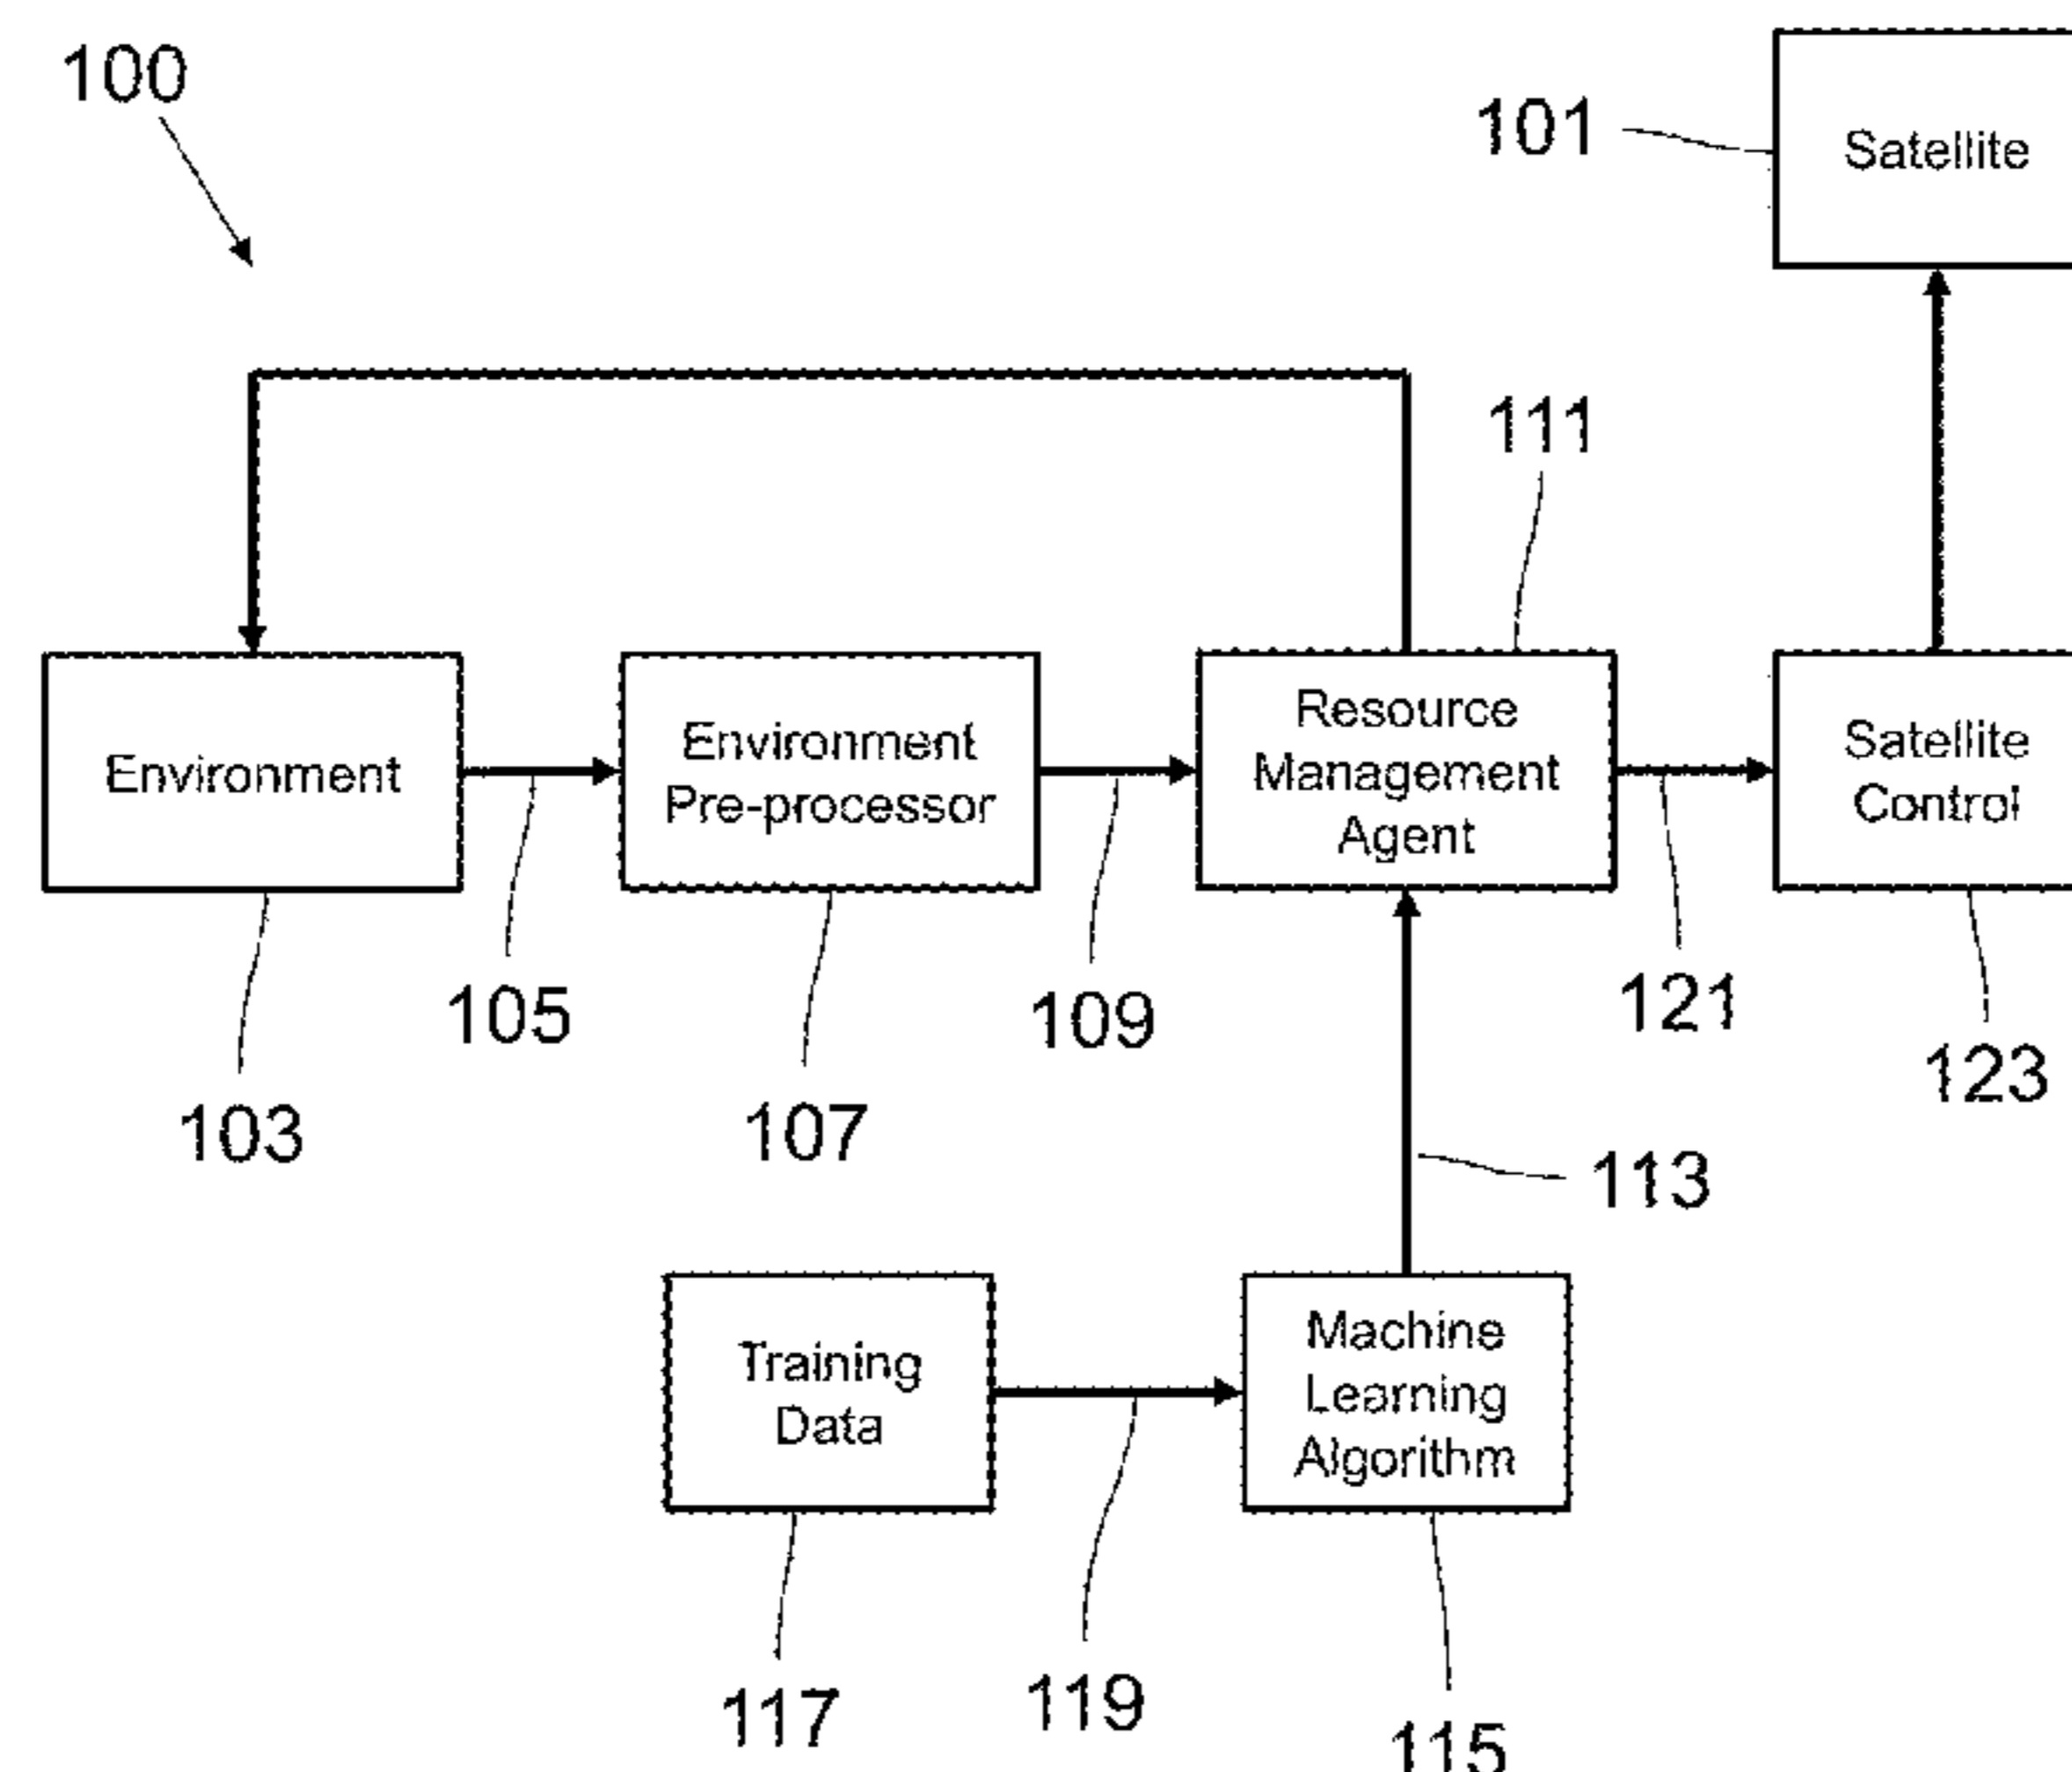 100
101
Satellite
111
Environment
Environment
Pre-processor
Resource
Management
Agent
Satellite
Control
105
109
121
123
103
107
113
Training
Data
Machine
Learning
Algorithm
117
119
115